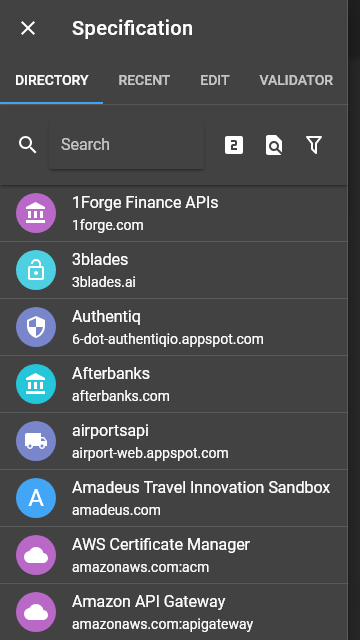 Specification
DIRECTORY RECENT EDIT VALIDATOR
Search
2
1Forge Finance APIs
1forge.com
3blades
3blades.ai
Authentiq
6-dot-authentiqio.appspot.com
Afterbanks
afterbanks.com
airportsapi
airport-web.appspot.com
A
Amadeus Travel Innovation Sandbox
amadeus.com
AWS Certificate Manager
amazonaws.com:acm
Amazon API Gateway
amazonaws.com:apigateway